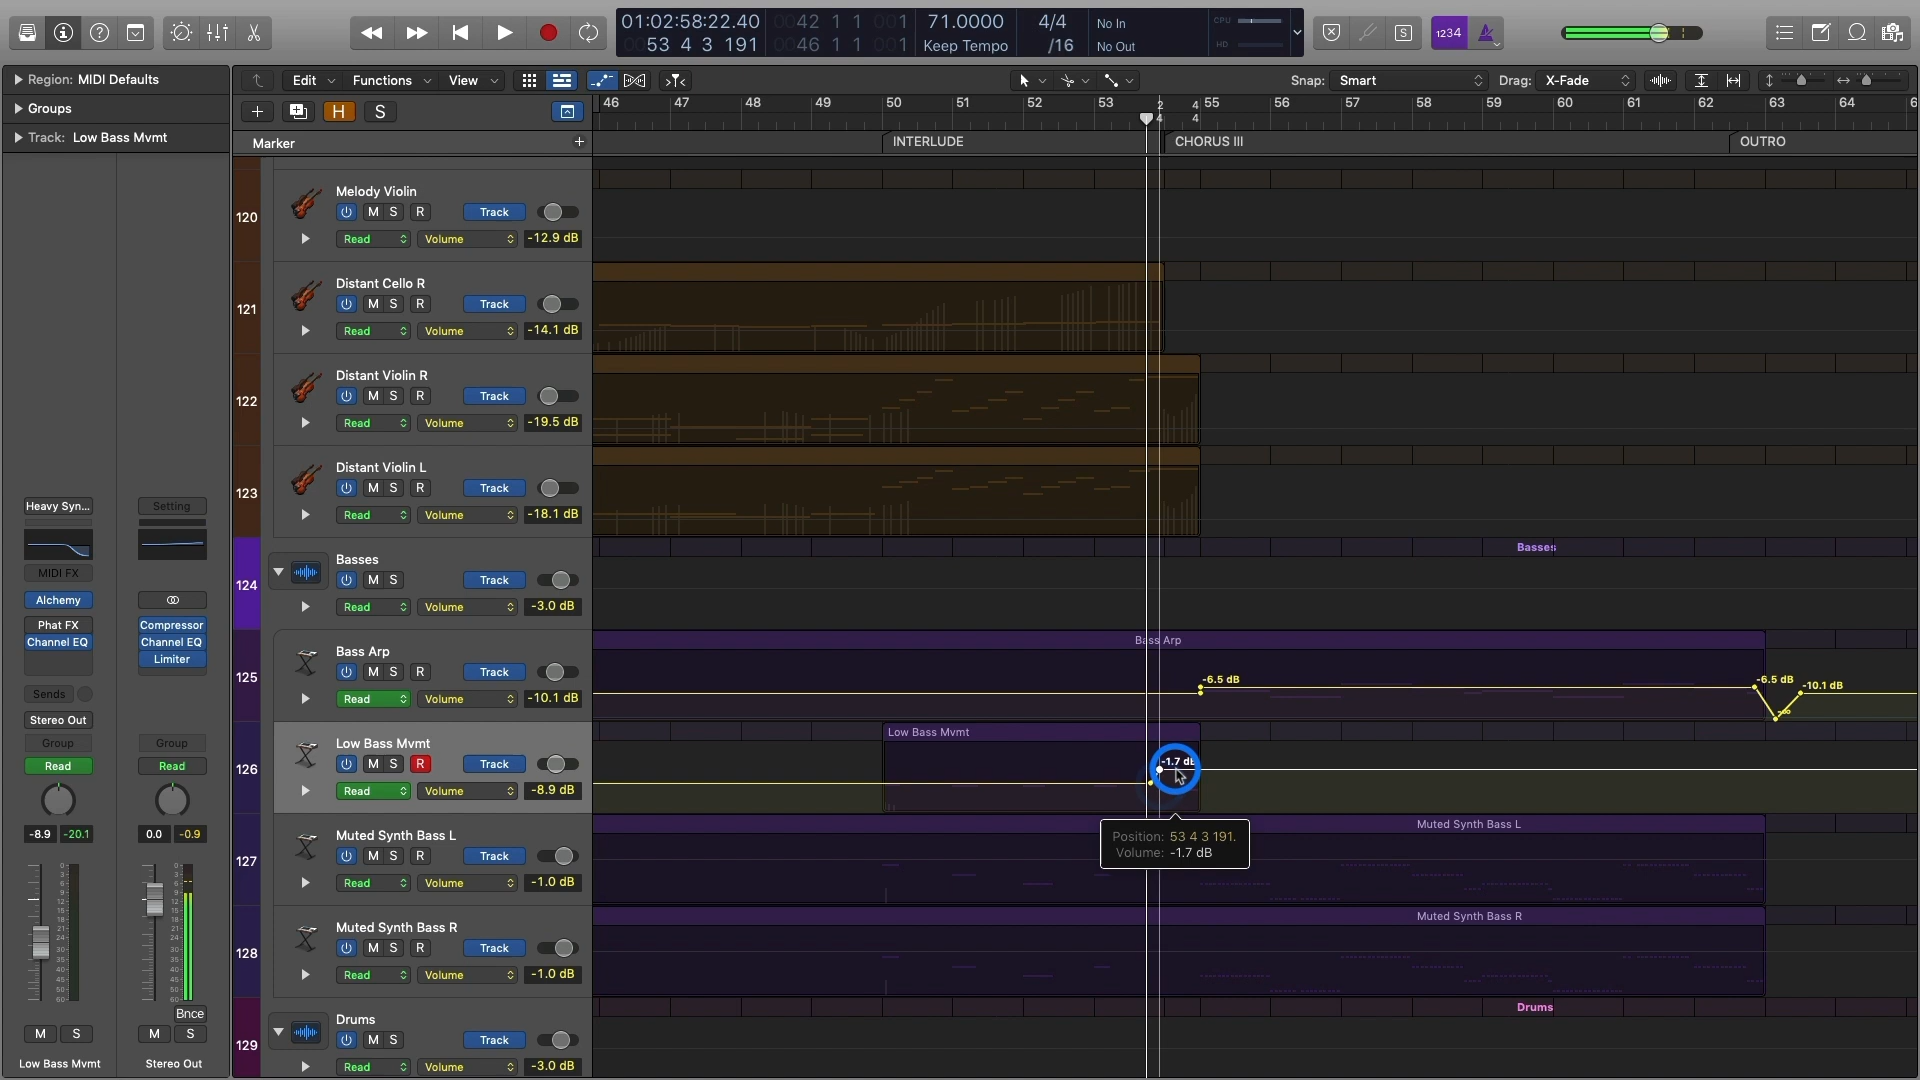 01:02:58:22.40
53 4 3 191
0042 1 1 001
0046 1 1 001
71.0000
Keep Tempo
4/4
/16
No In
No Out
CPU
HD
S
1234
Region: MIDI Defaults
Groups
Track: Low Bass Mvmt
Edit
Functions
View
Snap: Smart
Drag: X-Fade
H
S
46 47 48 49 50 51 52 53 55 56 57 58 59 60 61 62 63 64
2 4
4 4
Marker
INTERLUDE
CHORUS III
OUTRO
120
Melody Violin
M S R Track
Read Volume -12.9 dB
121
Distant Cello R
M S R Track
Read Volume -14.1 dB
122
Distant Violin R
M S R Track
Read Volume -19.5 dB
123
Distant Violin L
M S R Track
Read Volume -18.1 dB
124
Basses
M S Track
Read Volume -3.0 dB
Basses
125
Bass Arp
M S R Track
Read Volume -10.1 dB
Bass Arp
-6.5 dB
-6.5 dB
-10.1 dB
126
Low Bass Mvmt
M S R Track
Read Volume -8.9 dB
Low Bass Mvmt
-1.7 dB
Position: 53 4 3 191.
Volume: -1.7 dB
127
Muted Synth Bass L
M S R Track
Read Volume -1.0 dB
Muted Synth Bass L
128
Muted Synth Bass R
M S R Track
Read Volume -1.0 dB
Muted Synth Bass R
129
Drums
M S Track
Read Volume -3.0 dB
Drums
Heavy Syn...
Setting
MIDI FX
Alchemy
Phat FX
Channel EQ
Compressor
Channel EQ
Limiter
Sends
Stereo Out
Group
Group
Read
Read
-8.9 -20.1
0.0 -0.9
Bnce
M S
M S
Low Bass Mvmt
Stereo Out